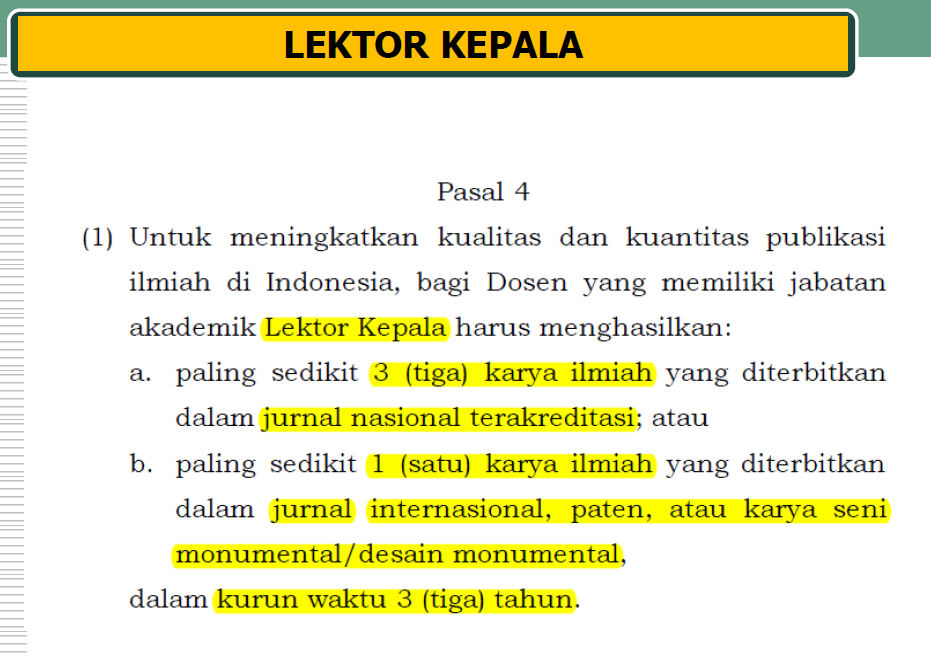 LEKTOR KEPALA
Pasal 4
(1) Untuk meningkatkan kualitas dan kuantitas publikasi
ilmiah di Indonesia, bagi Dosen yang memiliki jabatan
akademik Lektor Kepala harus menghasilkan:
a. paling sedikit 3 (tiga) karya ilmiah yang diterbitkan
dalam jurnal nasional terakreditasi; atau
b. paling sedikit 1 (satu) karya ilmiah yang diterbitkan
dalam jurnal internasional, paten, atau karya seni
monumental/desain monumental,
dalam kurun waktu 3 (tiga) tahun.